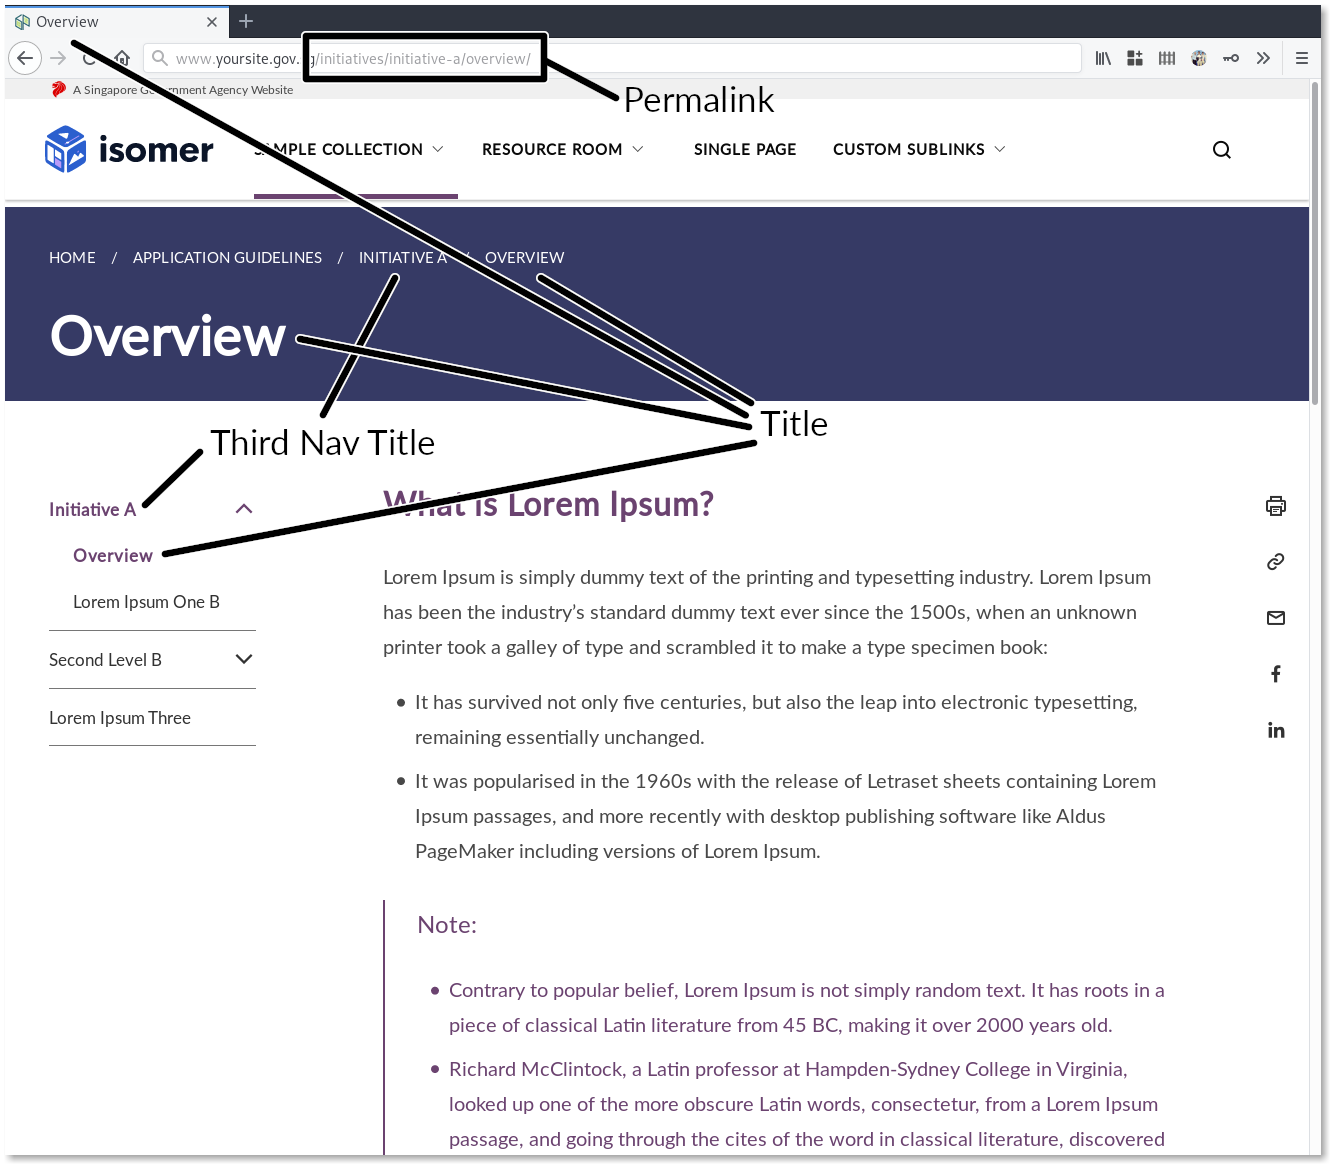 Overview
www.yoursite.gov.sg/initiatives/initiative-a/overview/
A Singapore Government Agency Website
Permalink
isomer
SAMPLE COLLECTION
RESOURCE ROOM
SINGLE PAGE
CUSTOM SUBLINKS
HOME / APPLICATION GUIDELINES / INITIATIVE A / OVERVIEW
Overview
Title
Third Nav Title
Initiative A
Overview
Lorem Ipsum One B
Second Level B
Lorem Ipsum Three
What is Lorem Ipsum?
Lorem Ipsum is simply dummy text of the printing and typesetting industry. Lorem Ipsum
has been the industry’s standard dummy text ever since the 1500s, when an unknown
printer took a galley of type and scrambled it to make a type specimen book:
• It has survived not only five centuries, but also the leap into electronic typesetting,
remaining essentially unchanged.
• It was popularised in the 1960s with the release of Letraset sheets containing Lorem
Ipsum passages, and more recently with desktop publishing software like Aldus
PageMaker including versions of Lorem Ipsum.
Note:
• Contrary to popular belief, Lorem Ipsum is not simply random text. It has roots in a
piece of classical Latin literature from 45 BC, making it over 2000 years old.
• Richard McClintock, a Latin professor at Hampden-Sydney College in Virginia,
looked up one of the more obscure Latin words, consectetur, from a Lorem Ipsum
passage, and going through the cites of the word in classical literature, discovered